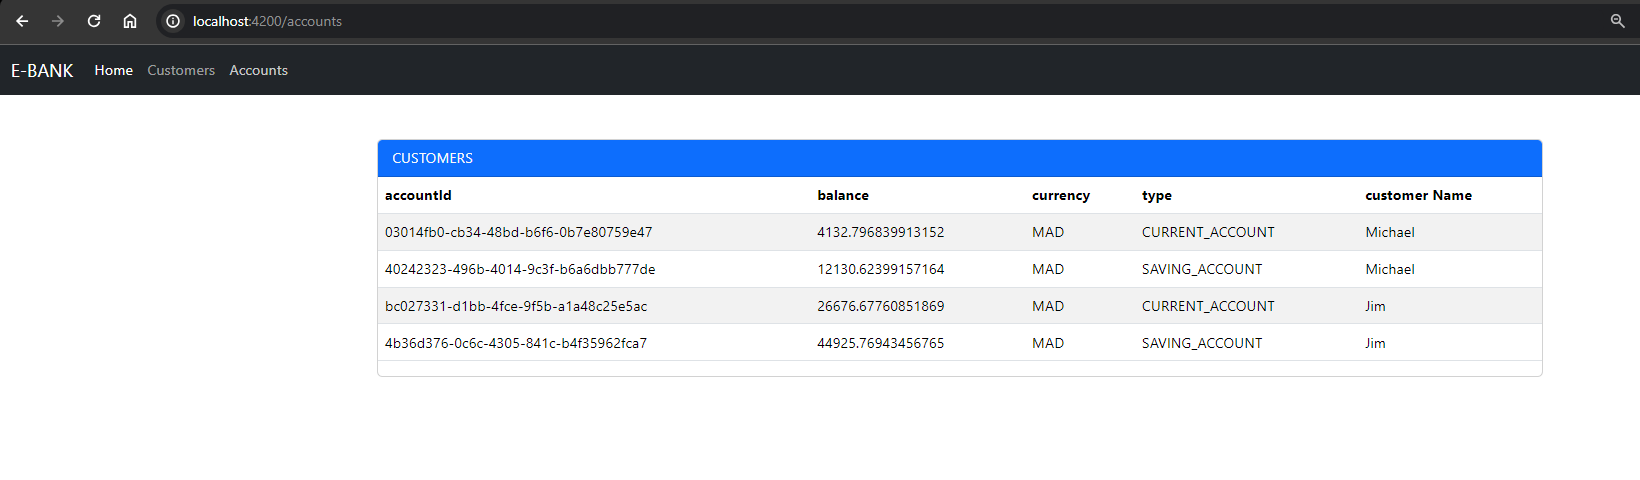 localhost:4200/accounts
E-BANK Home Customers Accounts
CUSTOMERS
accountId balance currency type customer Name
03014fb0-cb34-48bd-b6f6-0b7e80759e47 4132.796839913152 MAD CURRENT_ACCOUNT Michael
40242323-496b-4014-9c3f-b6a6dbb777de 12130.62399157164 MAD SAVING_ACCOUNT Michael
bc027331-d1bb-4fce-9f5b-a1a48c25e5ac 26676.67760851869 MAD CURRENT_ACCOUNT Jim
4b36d376-0c6c-4305-841c-b4f35962fca7 44925.76943456765 MAD SAVING_ACCOUNT Jim